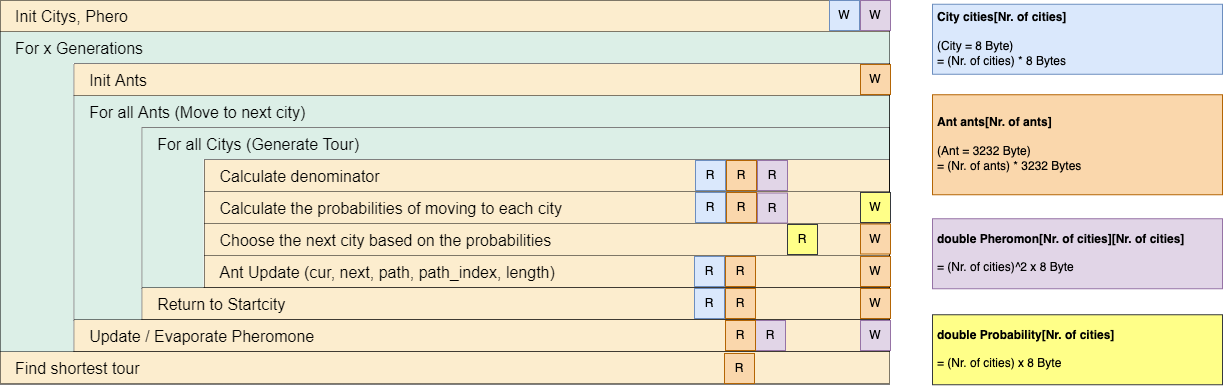 Init Citys, Phero W W
For x Generations
Init Ants W
For all Ants (Move to next city)
For all Citys (Generate Tour)
Calculate denominator R R R
Calculate the probabilities of moving to each city R R R W
Choose the next city based on the probabilities R W
Ant Update (cur, next, path, path_index, length) R R W
Return to Startcity R R W
Update / Evaporate Pheromone R R W
Find shortest tour R
City cities[Nr. of cities]
(City = 8 Byte)
= (Nr. of cities) * 8 Bytes
Ant ants[Nr. of ants]
(Ant = 3232 Byte)
= (Nr. of ants) * 3232 Bytes
double Pheromon[Nr. of cities][Nr. of cities]
= (Nr. of cities)^2 x 8 Byte
double Probability[Nr. of cities]
= (Nr. of cities) x 8 Byte